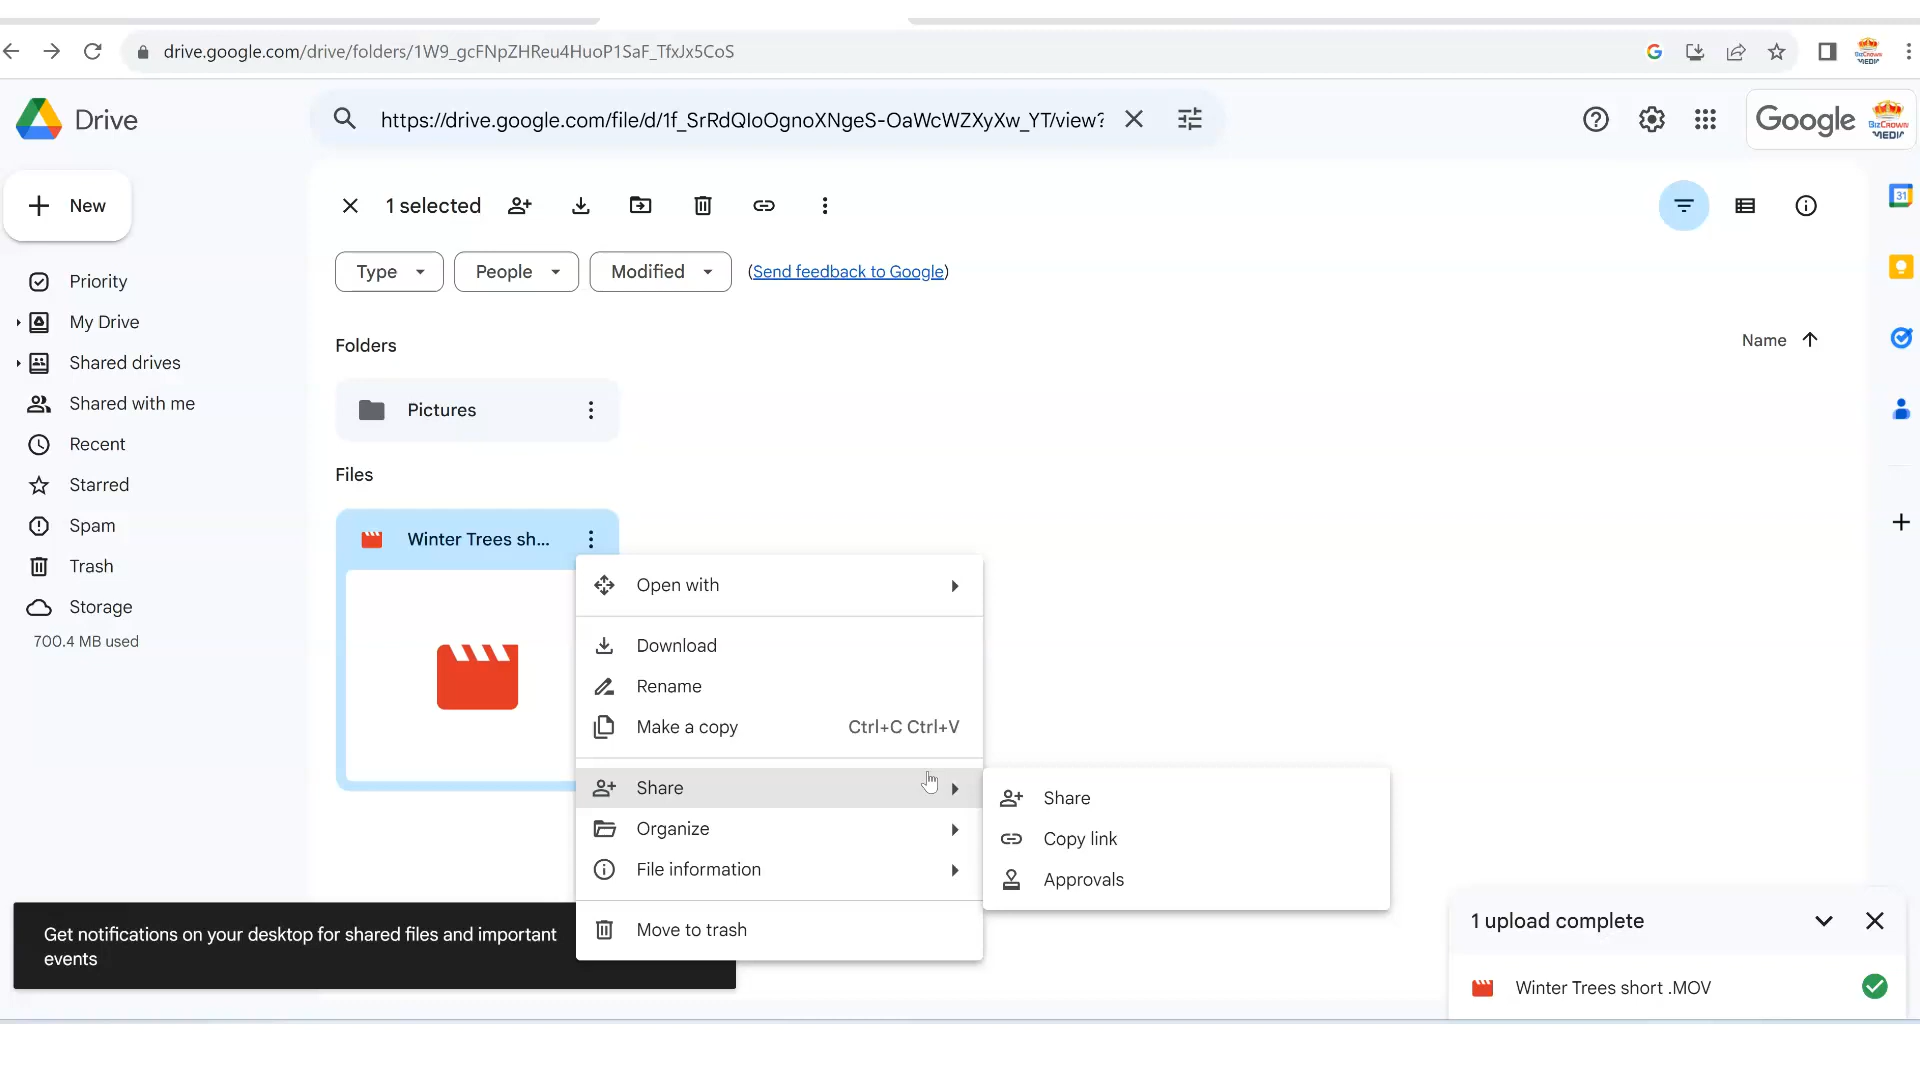 drive.google.com/drive/folders/1W9_gcFNpZHReu4HuoP1SaF_TfxJx5CoS
Drive
https://drive.google.com/file/d/1f_SrRdQIoOgnoXNgeS-OaWcWZXyXw_YT/view?
Google
BizCrown
MEDIA
New
1 selected
Type
People
Modified
(Send feedback to Google)
Priority
My Drive
Shared drives
Shared with me
Recent
Starred
Spam
Trash
Storage
700.4 MB used
Folders
Name
Pictures
Files
Winter Trees sh...
Open with
Download
Rename
Make a copy Ctrl+C Ctrl+V
Share
Organize
File information
Move to trash
Share
Copy link
Approvals
Get notifications on your desktop for shared files and important
events
1 upload complete
Winter Trees short .MOV
31